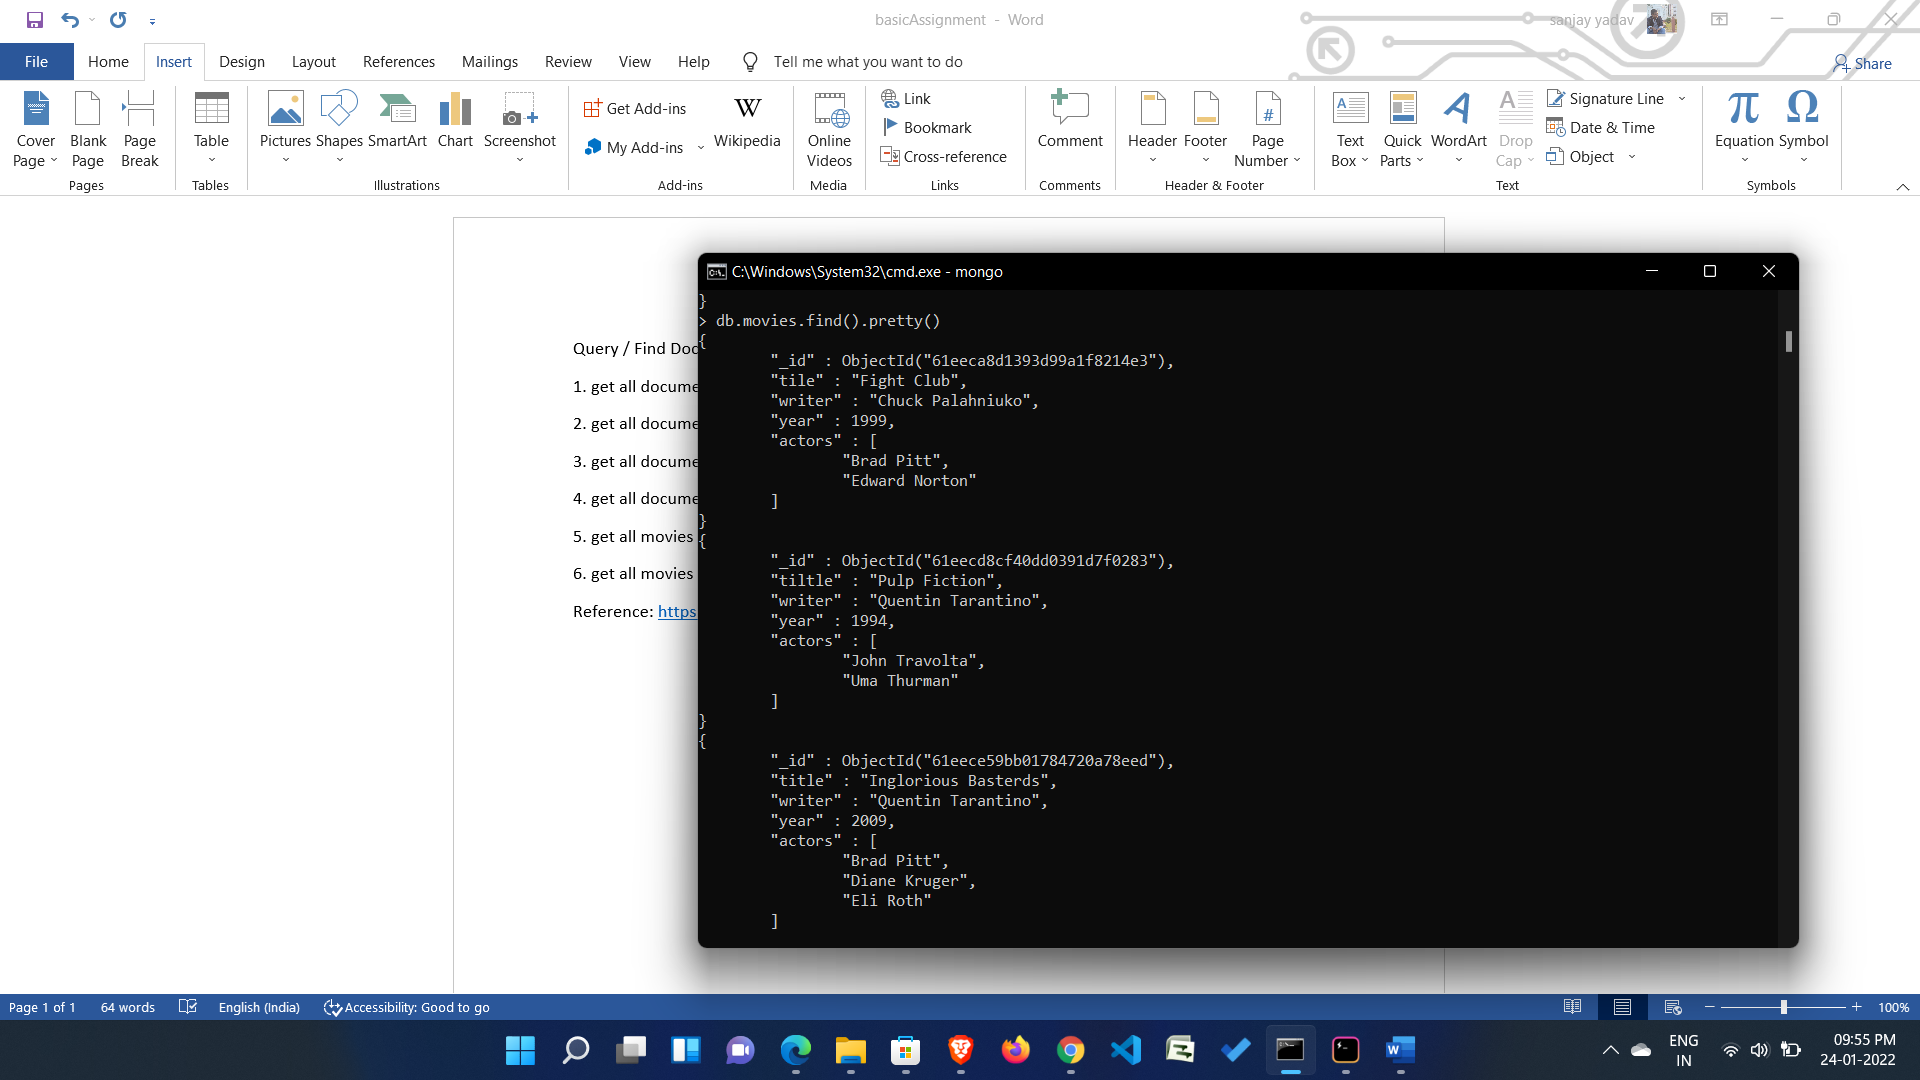 basicAssignment - Word
sanjay yadav
File Home Insert Design Layout References Mailings Review View Help Tell me what you want to do
Share
Cover Page
Blank Page
Page Break
Pages
Table
Tables
Pictures
Shapes
SmartArt
Chart
Screenshot
Illustrations
Get Add-ins
My Add-ins
W
Wikipedia
Add-ins
Online Videos
Media
Link
Bookmark
Cross-reference
Links
Comment
Comments
Header
Footer
Page Number
Header & Footer
Text Box
Quick Parts
WordArt
Drop Cap
Signature Line
Date & Time
Object
Text
π
Equation
Ω
Symbol
Symbols
Query / Find Doc
1. get all docume
2. get all docume
3. get all docume
4. get all docume
5. get all movies
6. get all movies
Reference: https
C:\Windows\System32\cmd.exe - mongo
}
> db.movies.find().pretty()
{
"_id" : ObjectId("61eeca8d1393d99a1f8214e3"),
"tile" : "Fight Club",
"writer" : "Chuck Palahniuko",
"year" : 1999,
"actors" : [
"Brad Pitt",
"Edward Norton"
]
}
{
"_id" : ObjectId("61eecd8cf40dd0391d7f0283"),
"tiltle" : "Pulp Fiction",
"writer" : "Quentin Tarantino",
"year" : 1994,
"actors" : [
"John Travolta",
"Uma Thurman"
]
}
{
"_id" : ObjectId("61eece59bb01784720a78eed"),
"title" : "Inglorious Basterds",
"writer" : "Quentin Tarantino",
"year" : 2009,
"actors" : [
"Brad Pitt",
"Diane Kruger",
"Eli Roth"
]
Page 1 of 1 64 words English (India) Accessibility: Good to go
100%
ENG
IN
09:55 PM
24-01-2022